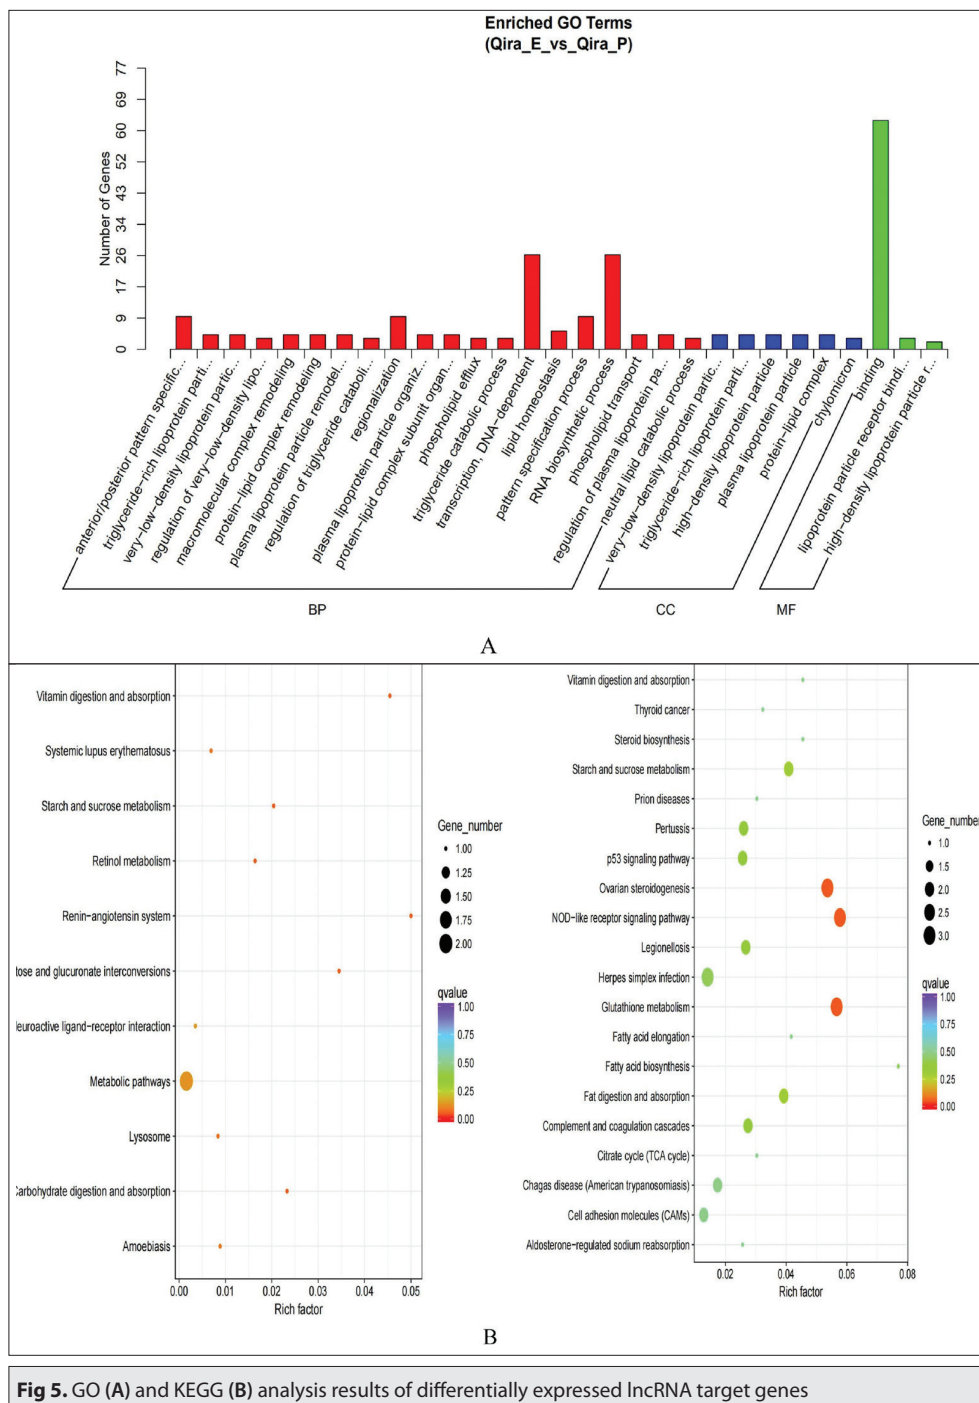 Enriched GO Terms
(Qira_E_vs_Qira_P)
Number of Genes
77
69
60
52
43
34
26
17
9
0
anterior/posterior pattern specific...
triglyceride-rich lipoprotein parti...
very-low-density lipoprotein partic...
regulation of very-low-density lipo...
macromolecular complex remodeling
protein-lipid complex remodeling
plasma lipoprotein particle remodel...
regulation of triglyceride cataboli...
regionalization
plasma lipoprotein particle organiz...
protein-lipid complex subunit organ...
phospholipid efflux
triglyceride catabolic process
transcription, DNA-dependent
lipid homeostasis
pattern specification process
RNA biosynthetic process
phospholipid transport
regulation of plasma lipoprotein pa...
neutral lipid catabolic process
very-low-density lipoprotein partic...
triglyceride-rich lipoprotein parti...
high-density lipoprotein particle
plasma lipoprotein particle
protein-lipid complex
chylomicron
binding
lipoprotein particle receptor bindi...
high-density lipoprotein particle r...
BP
CC
MF
A
Vitamin digestion and absorption
Systemic lupus erythematosus
Starch and sucrose metabolism
Retinol metabolism
Renin-angiotensin system
tose and glucuronate interconversions
leuroactive ligand-receptor interaction
Metabolic pathways
Lysosome
Carbohydrate digestion and absorption
Amoebiasis
0.00 0.01 0.02 0.03 0.04 0.05
Rich factor
Gene_number
1.00
1.25
1.50
1.75
2.00
qvalue
1.00
0.75
0.50
0.25
0.00
Vitamin digestion and absorption
Thyroid cancer
Steroid biosynthesis
Starch and sucrose metabolism
Prion diseases
Pertussis
p53 signaling pathway
Ovarian steroidogenesis
NOD-like receptor signaling pathway
Legionellosis
Herpes simplex infection
Glutathione metabolism
Fatty acid elongation
Fatty acid biosynthesis
Fat digestion and absorption
Complement and coagulation cascades
Citrate cycle (TCA cycle)
Chagas disease (American trypanosomiasis)
Cell adhesion molecules (CAMs)
Aldosterone-regulated sodium reabsorption
0.02 0.04 0.06 0.08
Rich factor
Gene_number
1.0
1.5
2.0
2.5
3.0
qvalue
1.00
0.75
0.50
0.25
0.00
B
Fig 5. GO (A) and KEGG (B) analysis results of differentially expressed lncRNA target genes